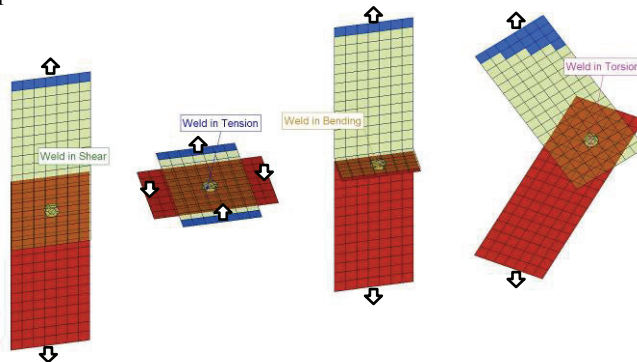 Weld in Shear
Weld in Tension
Weld in Bending
Weld in Torsion